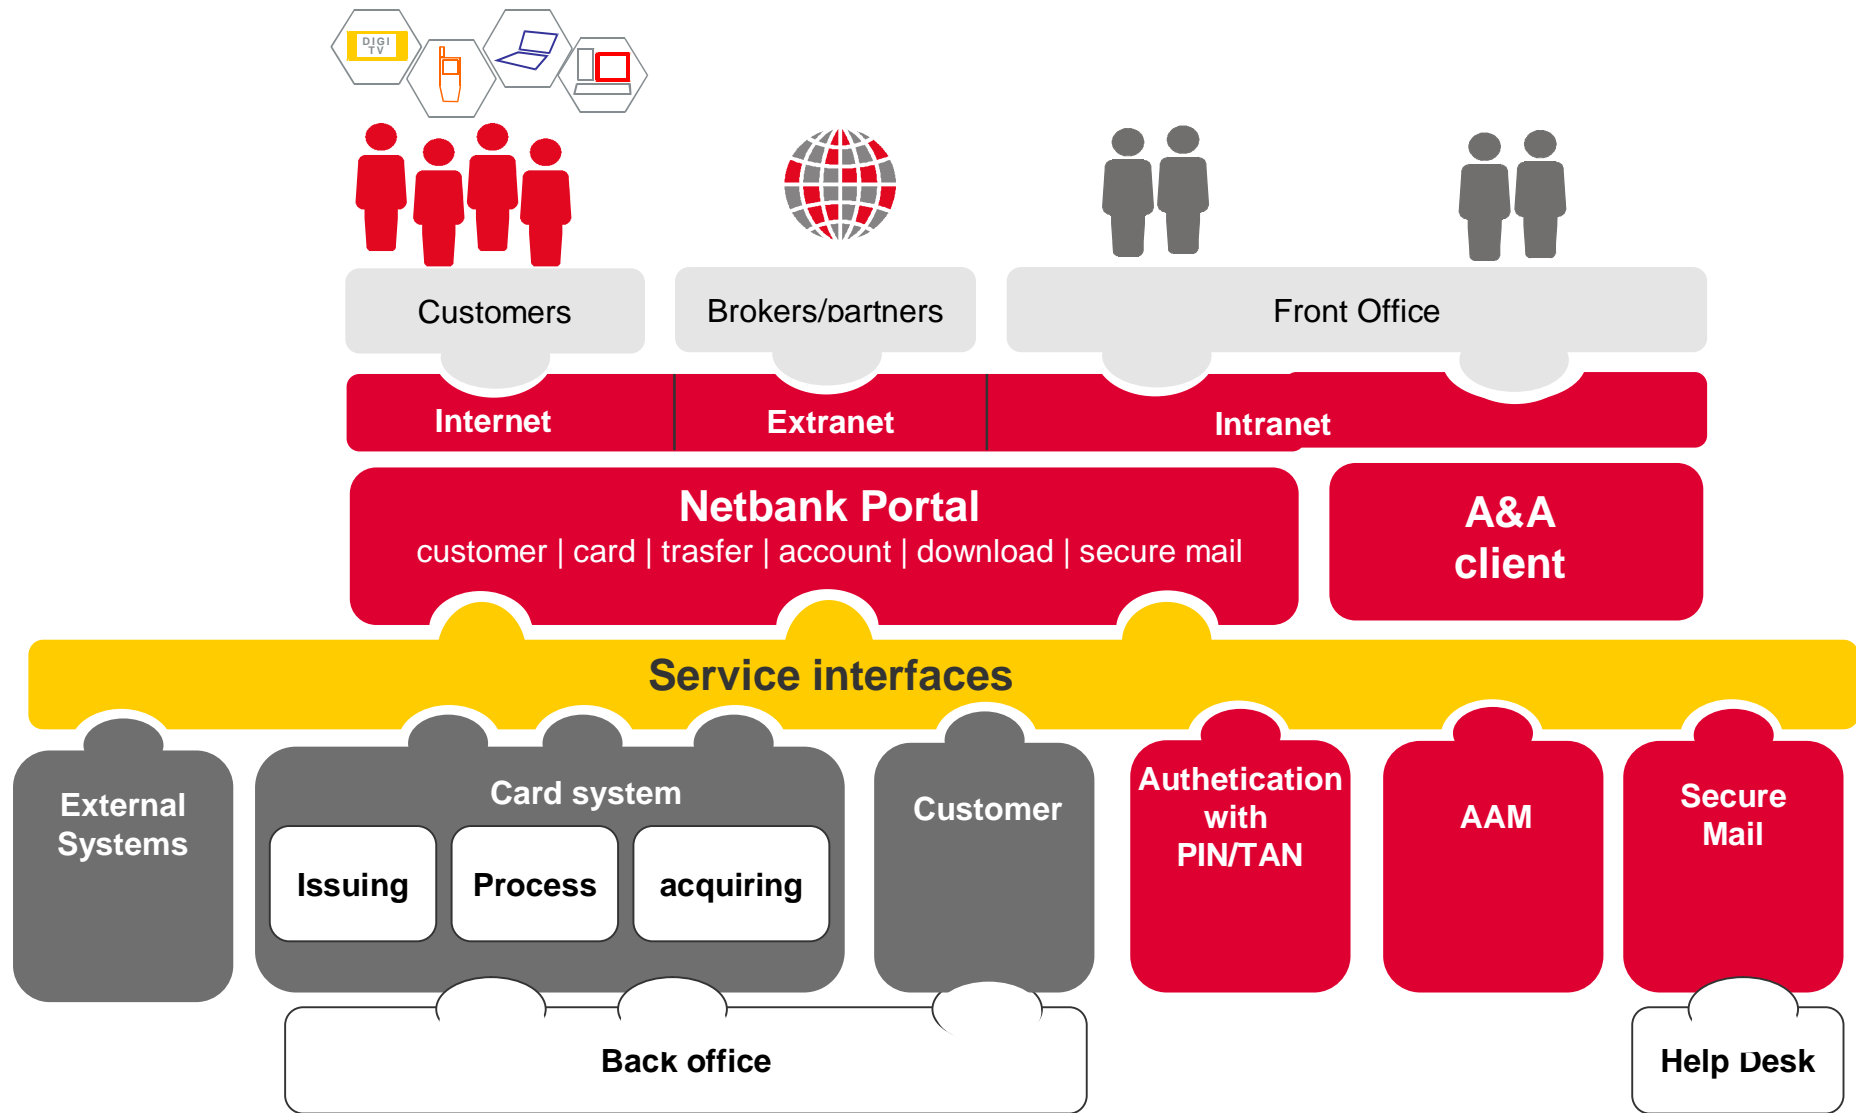 DIGI
TV
Customers
Brokers/partners
Front Office
Internet
Extranet
Intranet
Netbank Portal
customer | card | trasfer | account | download | secure mail
A&A
client
Service interfaces
External
Systems
Card system
Issuing
Process
acquiring
Customer
Authetication
with
PIN/TAN
AAM
Secure
Mail
Back office
Help Desk